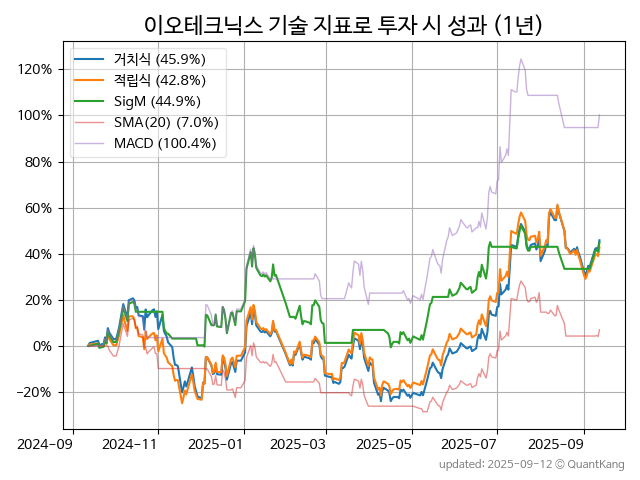 이오테크닉스 기술 지표로 투자 시 성과 (1년)
거치식 (45.9%)
적립식 (42.8%)
SigM (44.9%)
SMA(20) (7.0%)
MACD (100.4%)
120%
100%
80%
60%
40%
20%
0%
−20%
2024-09 2024-11 2025-01 2025-03 2025-05 2025-07 2025-09
updated: 2025-09-12 © QuantKang